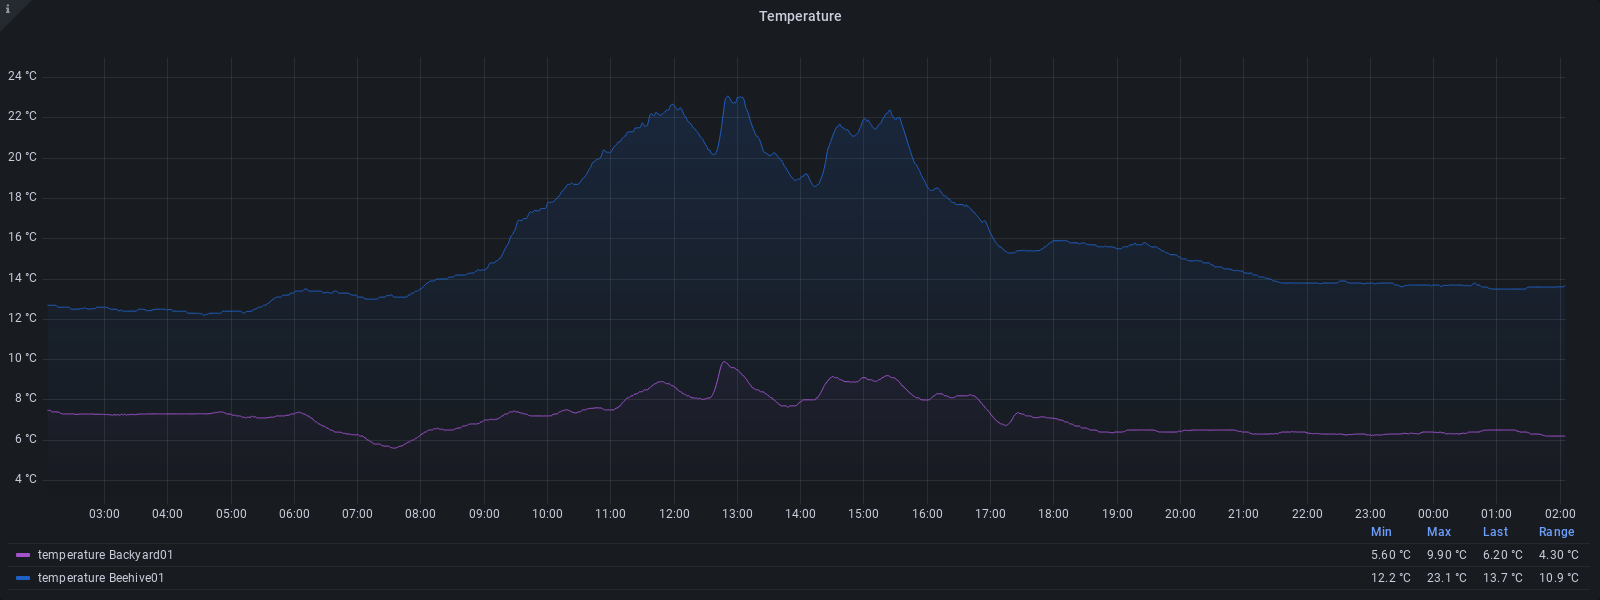 i
Temperature
24 °C
22 °C
20 °C
18 °C
16 °C
14 °C
12 °C
10 °C
8 °C
6 °C
4 °C
03:00 04:00 05:00 06:00 07:00 08:00 09:00 10:00 11:00 12:00 13:00 14:00 15:00 16:00 17:00 18:00 19:00 20:00 21:00 22:00 23:00 00:00 01:00 02:00
Min Max Last Range
temperature Backyard01 5.60 °C 9.90 °C 6.20 °C 4.30 °C
temperature Beehive01 12.2 °C 23.1 °C 13.7 °C 10.9 °C